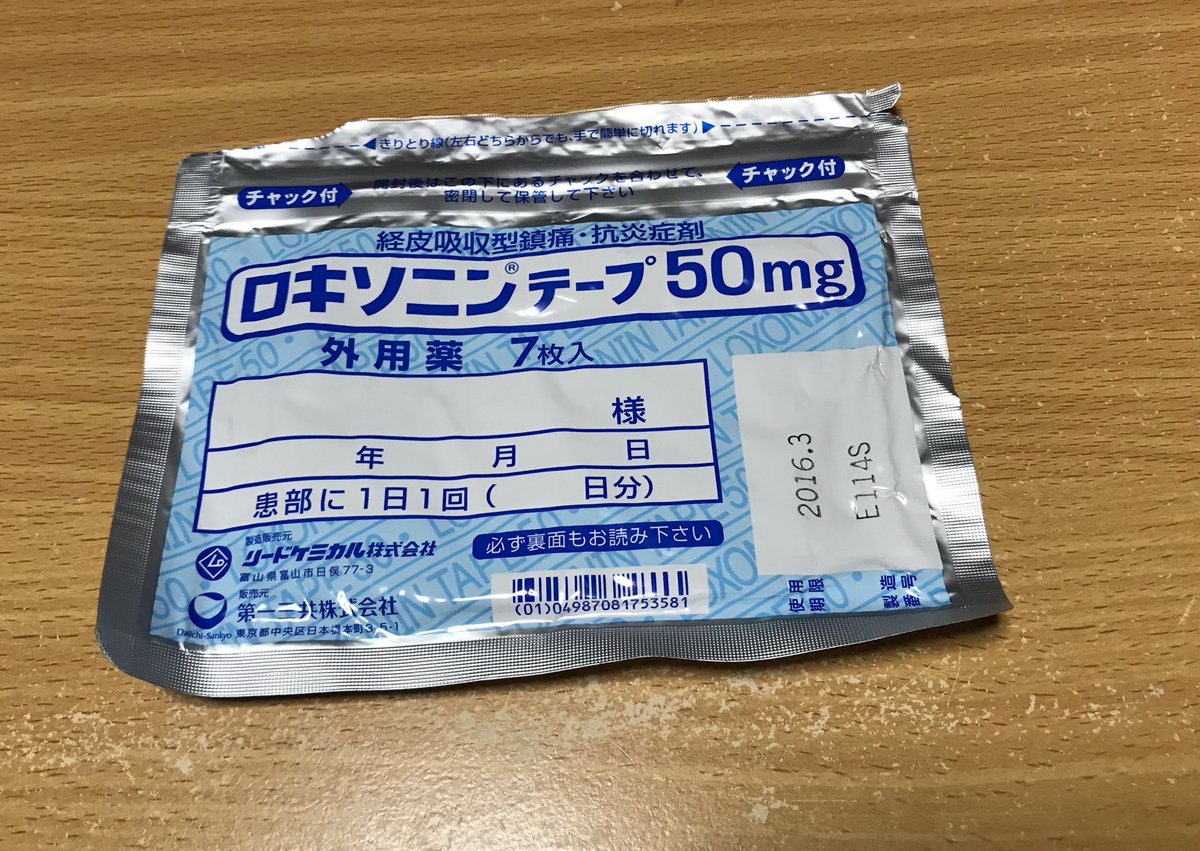 ◀きりとり線(左右どちらからでも、手で簡単に切れます)▶
チャック付
開封後はこの下にあるチャックを合わせて、
密閉して保管して下さい
チャック付
経皮吸収型鎮痛・抗炎症剤
ロキソニン®テープ50mg
外用薬 7枚入
様
年 月 日
患部に1日1回( 日分)
製造販売元
リードケミカル株式会社
富山県富山市日俣77-3
販売元
第一三共株式会社
Daiichi-Sankyo 東京都中央区日本橋本町3-5-1
必ず裏面もお読み下さい
(01)04987081753581
使用期限 2016.3
製造番号 E114S
LOXONIN TAPE50